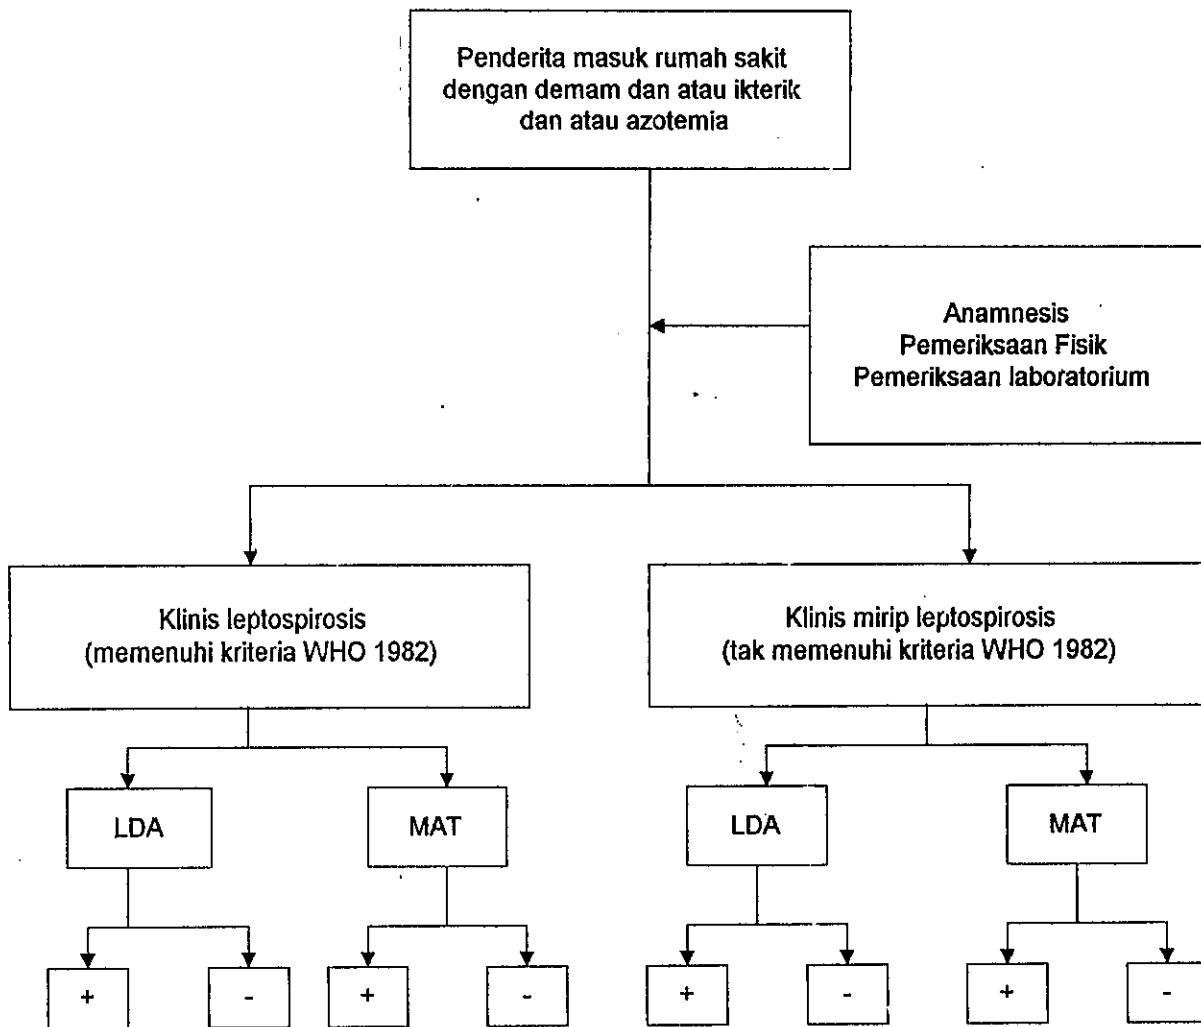 Penderita masuk rumah sakit
dengan demam dan atau ikterik
dan atau azotemia
Anamnesis
Pemeriksaan Fisik
Pemeriksaan laboratorium
Klinis leptospirosis
(memenuhi kriteria WHO 1982)
Klinis mirip leptospirosis
(tak memenuhi kriteria WHO 1982)
LDA
MAT
LDA
MAT
+
-
+
-
+
-
+
-